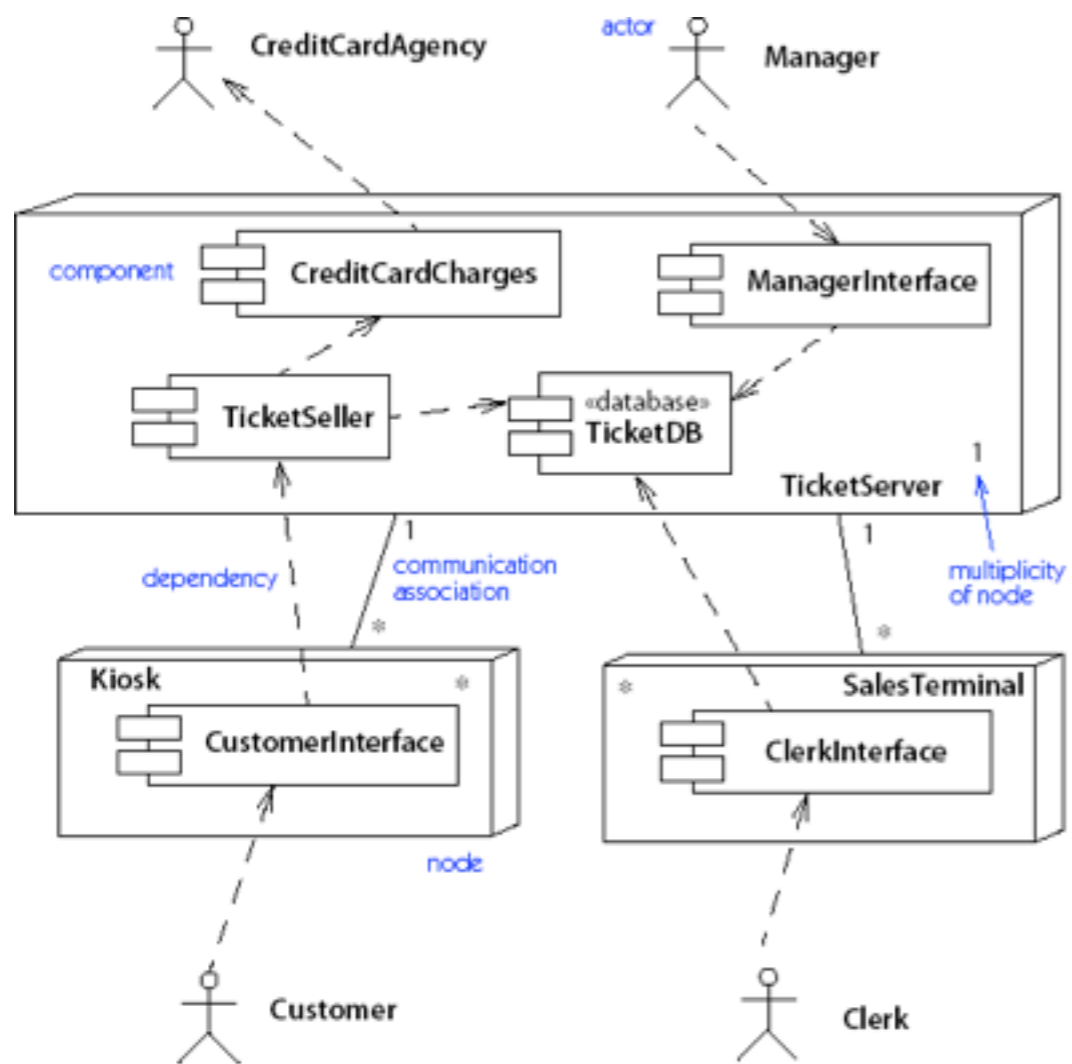 CreditCardAgency
actor
Manager
component
CreditCardCharges
ManagerInterface
TicketSeller
«database»
TicketDB
1
TicketServer
1
1
dependency
communication
association
multiplicity
of node
*
*
Kiosk
*
*
SalesTerminal
CustomerInterface
ClerkInterface
node
Customer
Clerk